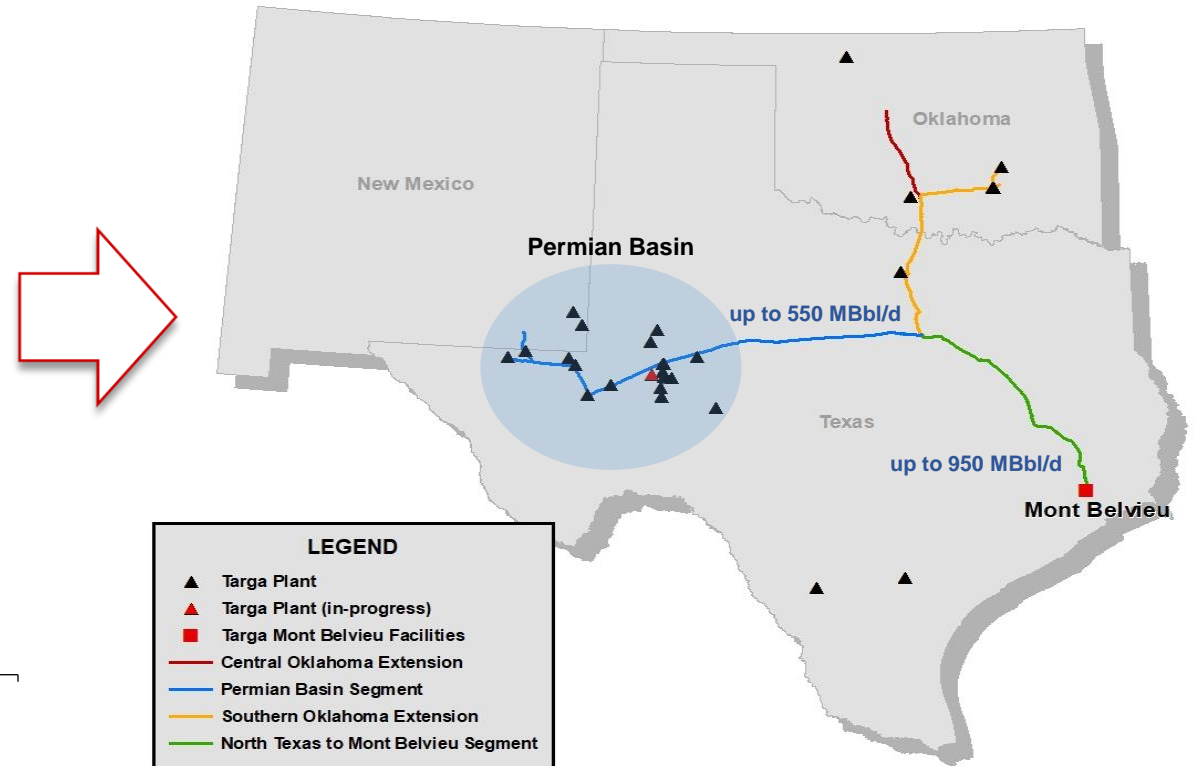 Oklahoma
New Mexico
Permian Basin
up to 550 MBbl/d
Texas
up to 950 MBbl/d
Mont Belvieu
LEGEND
Targa Plant
Targa Plant (in-progress)
Targa Mont Belvieu Facilities
Central Oklahoma Extension
Permian Basin Segment
Southern Oklahoma Extension
North Texas to Mont Belvieu Segment